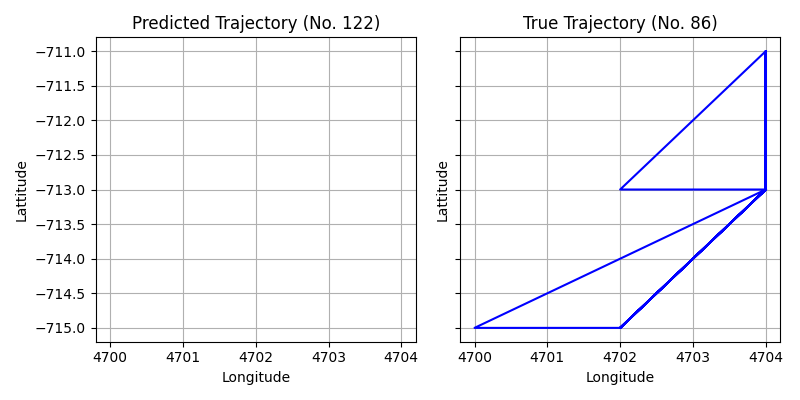 Predicted Trajectory (No. 122)
True Trajectory (No. 86)
Lattitude
−711.0
−711.5
−712.0
−712.5
−713.0
−713.5
−714.0
−714.5
−715.0
4700 4701 4702 4703 4704
Longitude
Lattitude
4700 4701 4702 4703 4704
Longitude